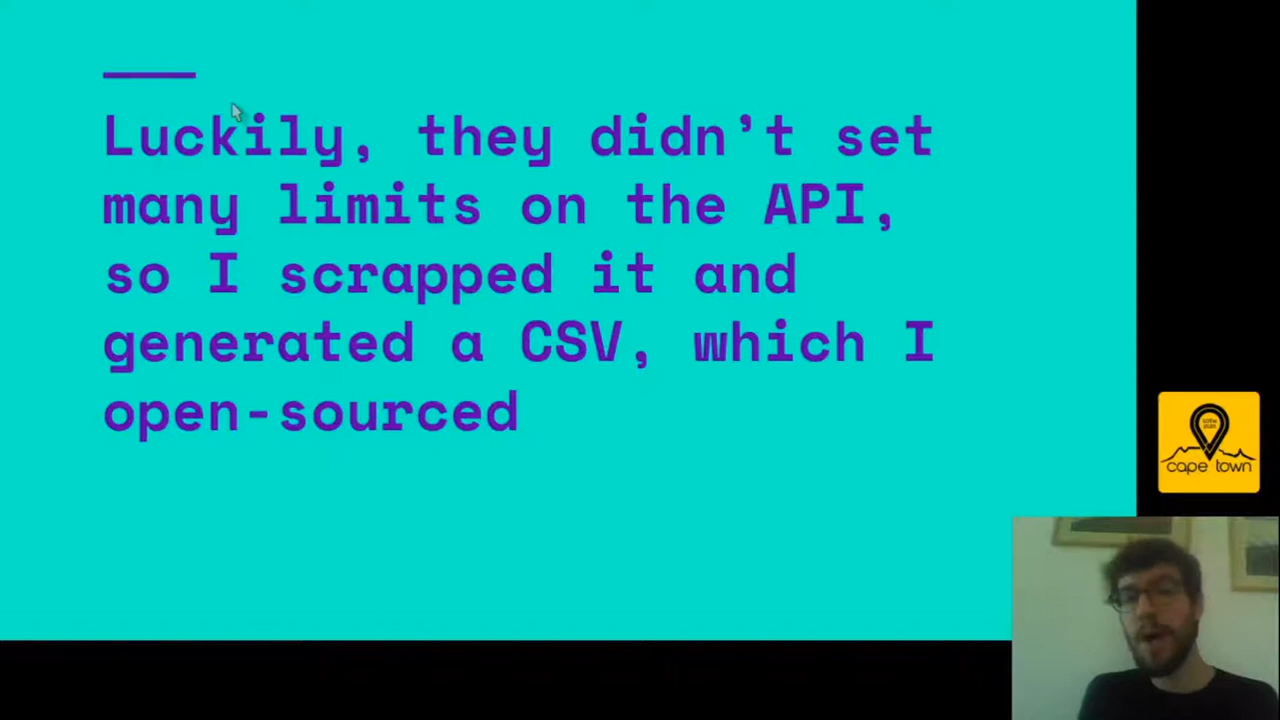 Luckily, they didn’t set
many limits on the API,
so I scrapped it and
generated a CSV, which I
open-sourced
cape town